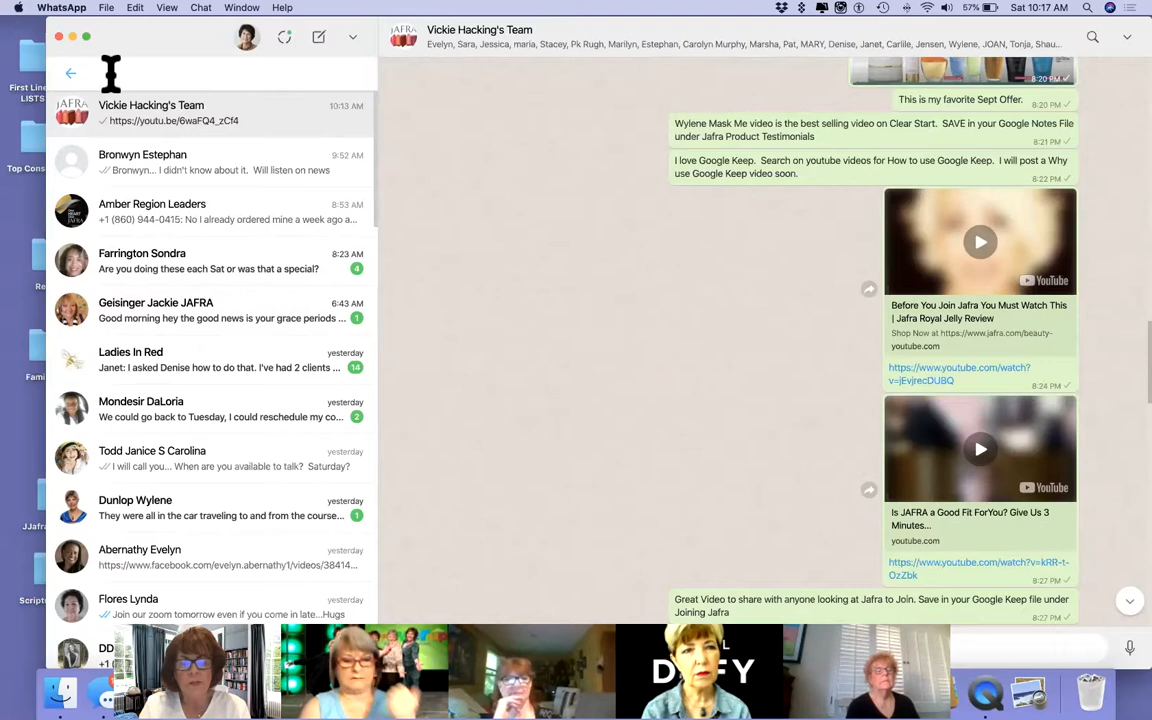 WhatsApp File Edit View Chat Window Help
57% Sat 10:17 AM
First Line
LISTS
Top Cons
Re
Fami
JJafra
Scripts
Vickie Hacking's Team 10:13 AM
https://youtu.be/6waFQ4_zCf4
Bronwyn Estephan 9:52 AM
Bronwyn... I didn't know about it. Will listen on news
Amber Region Leaders 8:53 AM
+1 (860) 944-0415: No I already ordered mine a week ago a...
Farrington Sondra 8:23 AM
Are you doing these each Sat or was that a special? 4
Geisinger Jackie JAFRA 6:43 AM
Good morning hey the good news is your grace periods ... 1
Ladies In Red yesterday
Janet: I asked Denise how to do that. I've had 2 clients ... 14
Mondesir DaLoria yesterday
We could go back to Tuesday, I could reschedule my co... 2
Todd Janice S Carolina yesterday
I will call you... When are you available to talk? Saturday?
Dunlop Wylene yesterday
They were all in the car traveling to and from the course... 1
Abernathy Evelyn yesterday
https://www.facebook.com/evelyn.abernathy1/videos/38414...
Flores Lynda yesterday
Join our zoom tomorrow even if you come in late...Hugs
DD
+1
Vickie Hacking's Team
Evelyn, Sara, Jessica, maria, Stacey, Pk Rugh, Marilyn, Estephan, Carolyn Murphy, Marsha, Pat, MARY, Denise, Janet, Carlile, Jensen, Wylene, JOAN, Tonja, Shau...
8:20 PM
This is my favorite Sept Offer. 8:20 PM
Wylene Mask Me video is the best selling video on Clear Start. SAVE in your Google Notes File
under Jafra Product Testimonials 8:21 PM
I love Google Keep. Search on youtube videos for How to use Google Keep. I will post a Why
use Google Keep video soon. 8:22 PM
YouTube
Before You Join Jafra You Must Watch This
| Jafra Royal Jelly Review
Shop Now at https://www.jafra.com/beauty-
youtube.com
https://www.youtube.com/watch?
v=jEvjrecDUBQ 8:24 PM
YouTube
Is JAFRA a Good Fit ForYou? Give Us 3
Minutes...
youtube.com
https://www.youtube.com/watch?v=kRR-t-
OzZbk 8:27 PM
Great Video to share with anyone looking at Jafra to Join. Save in your Google Keep file under
Joining Jafra 8:27 PM